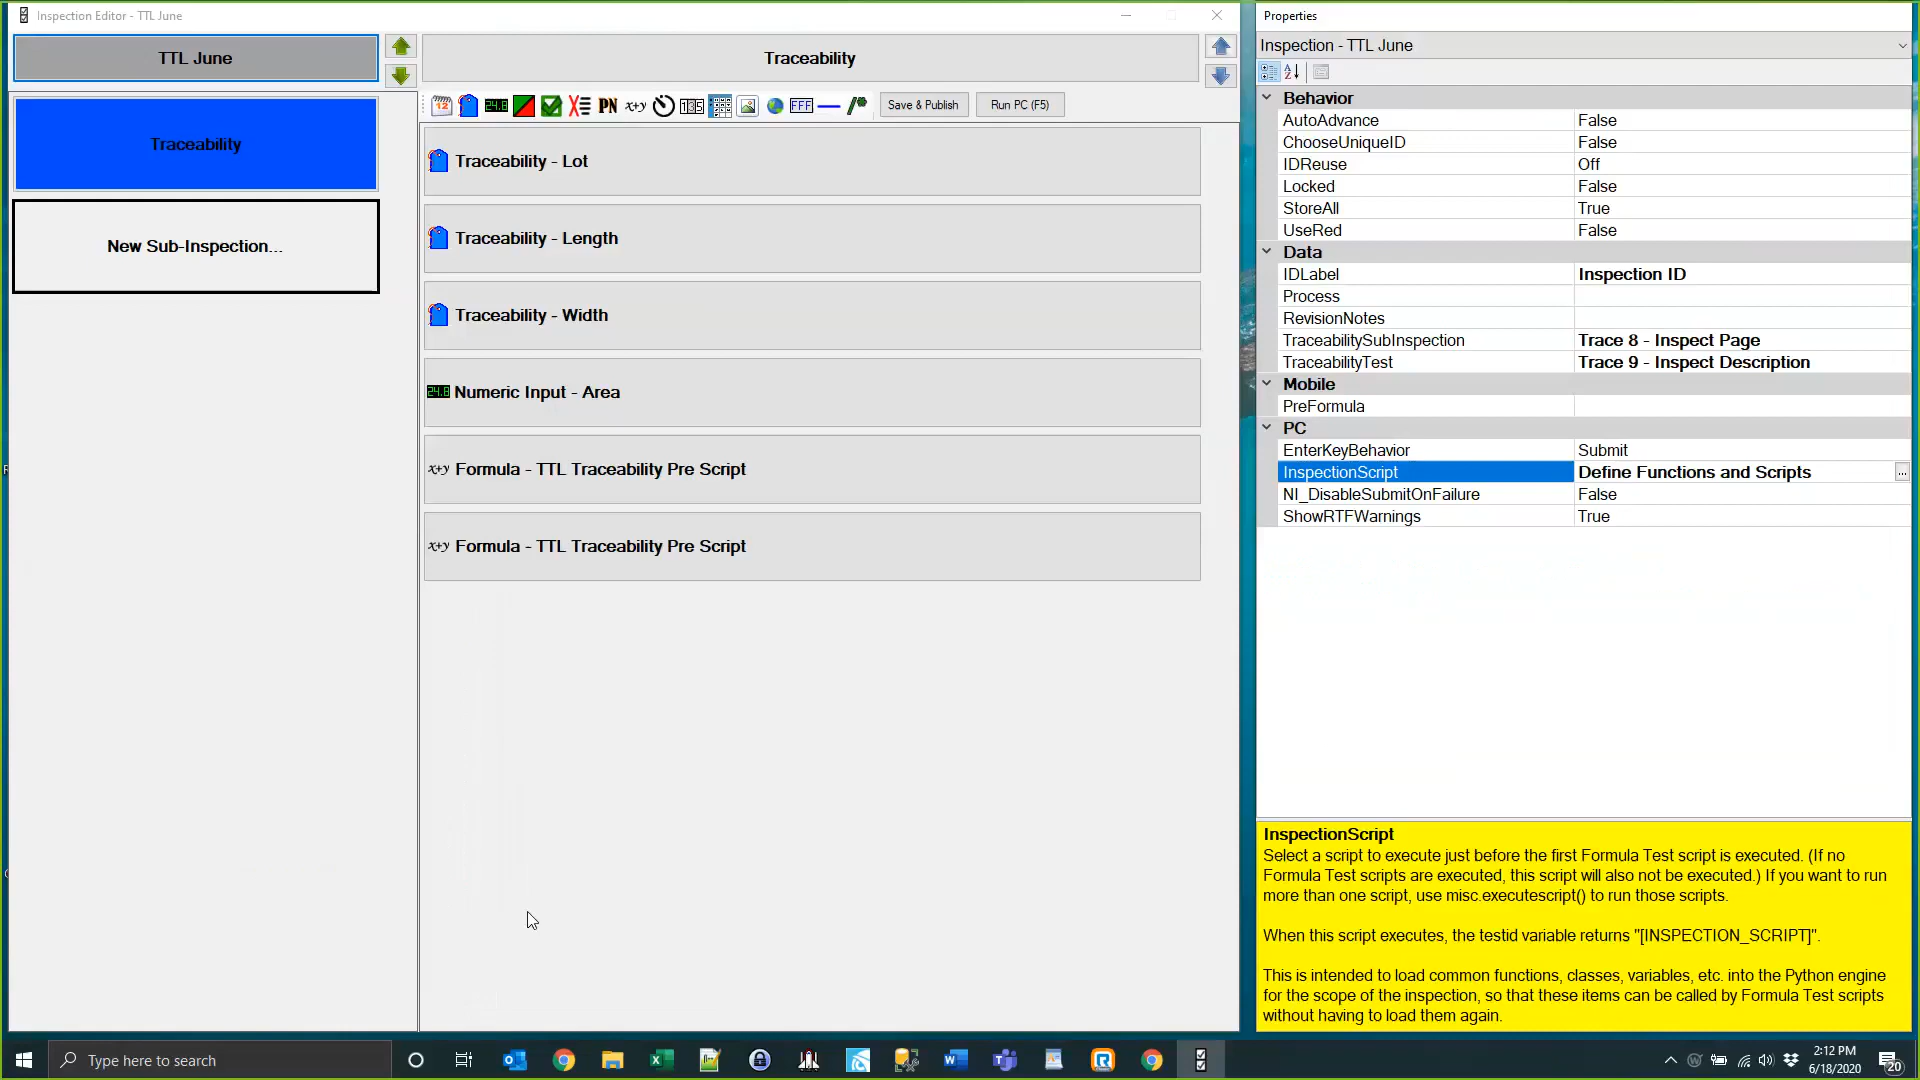 Inspection Editor - TTL June
TTL June
Traceability
New Sub-Inspection...
Traceability
12 24.8 PN x+y 135 FFF /* Save & Publish Run PC (F5)
Traceability - Lot
Traceability - Length
Traceability - Width
24.8 Numeric Input - Area
x+y Formula - TTL Traceability Pre Script
x+y Formula - TTL Traceability Pre Script
Properties
Inspection - TTL June
Behavior
AutoAdvance False
ChooseUniqueID False
IDReuse Off
Locked False
StoreAll True
UseRed False
Data
IDLabel Inspection ID
Process
RevisionNotes
TraceabilitySubInspection Trace 8 - Inspect Page
TraceabilityTest Trace 9 - Inspect Description
Mobile
PreFormula
PC
EnterKeyBehavior Submit
InspectionScript Define Functions and Scripts ...
NI_DisableSubmitOnFailure False
ShowRTFWarnings True
InspectionScript
Select a script to execute just before the first Formula Test script is executed. (If no
Formula Test scripts are executed, this script will also not be executed.) If you want to run
more than one script, use misc.executescript() to run those scripts.
When this script executes, the testid variable returns "[INSPECTION_SCRIPT]".
This is intended to load common functions, classes, variables, etc. into the Python engine
for the scope of the inspection, so that these items can be called by Formula Test scripts
without having to load them again.
Type here to search
2:12 PM
6/18/2020
20